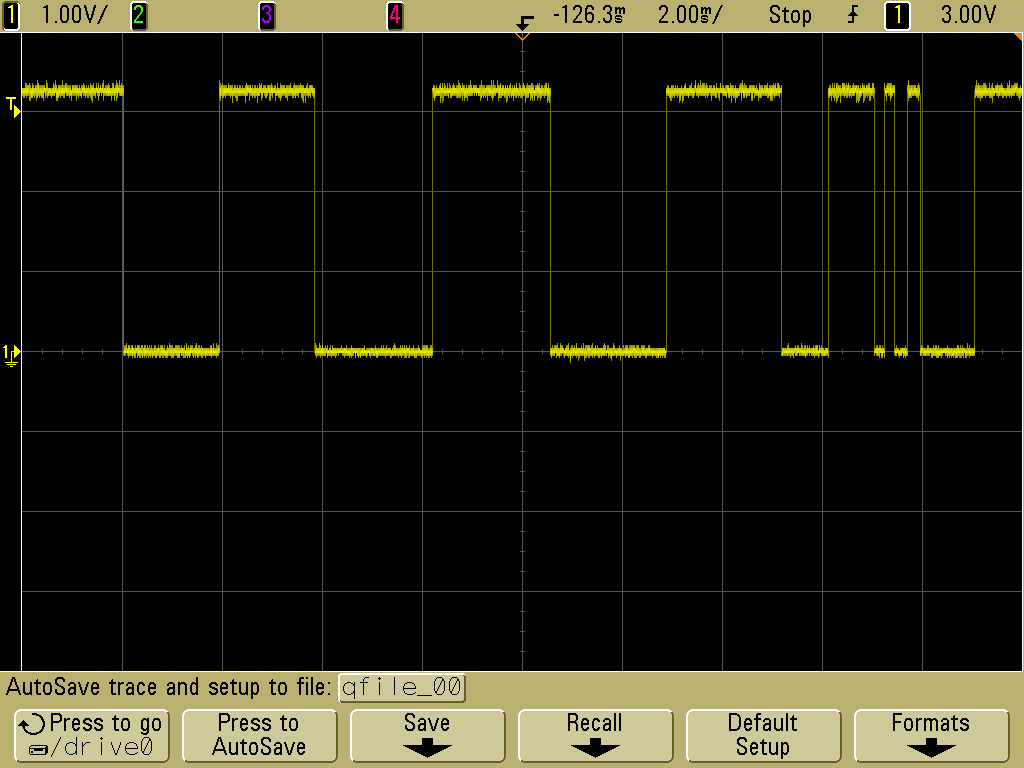 1 1.00V/ 2 3 4 -126.3ms 2.00ms/ Stop 1 3.00V
T
1
AutoSave trace and setup to file: qfile_00
Press to go
/drive0
Press to
AutoSave
Save
Recall
Default
Setup
Formats